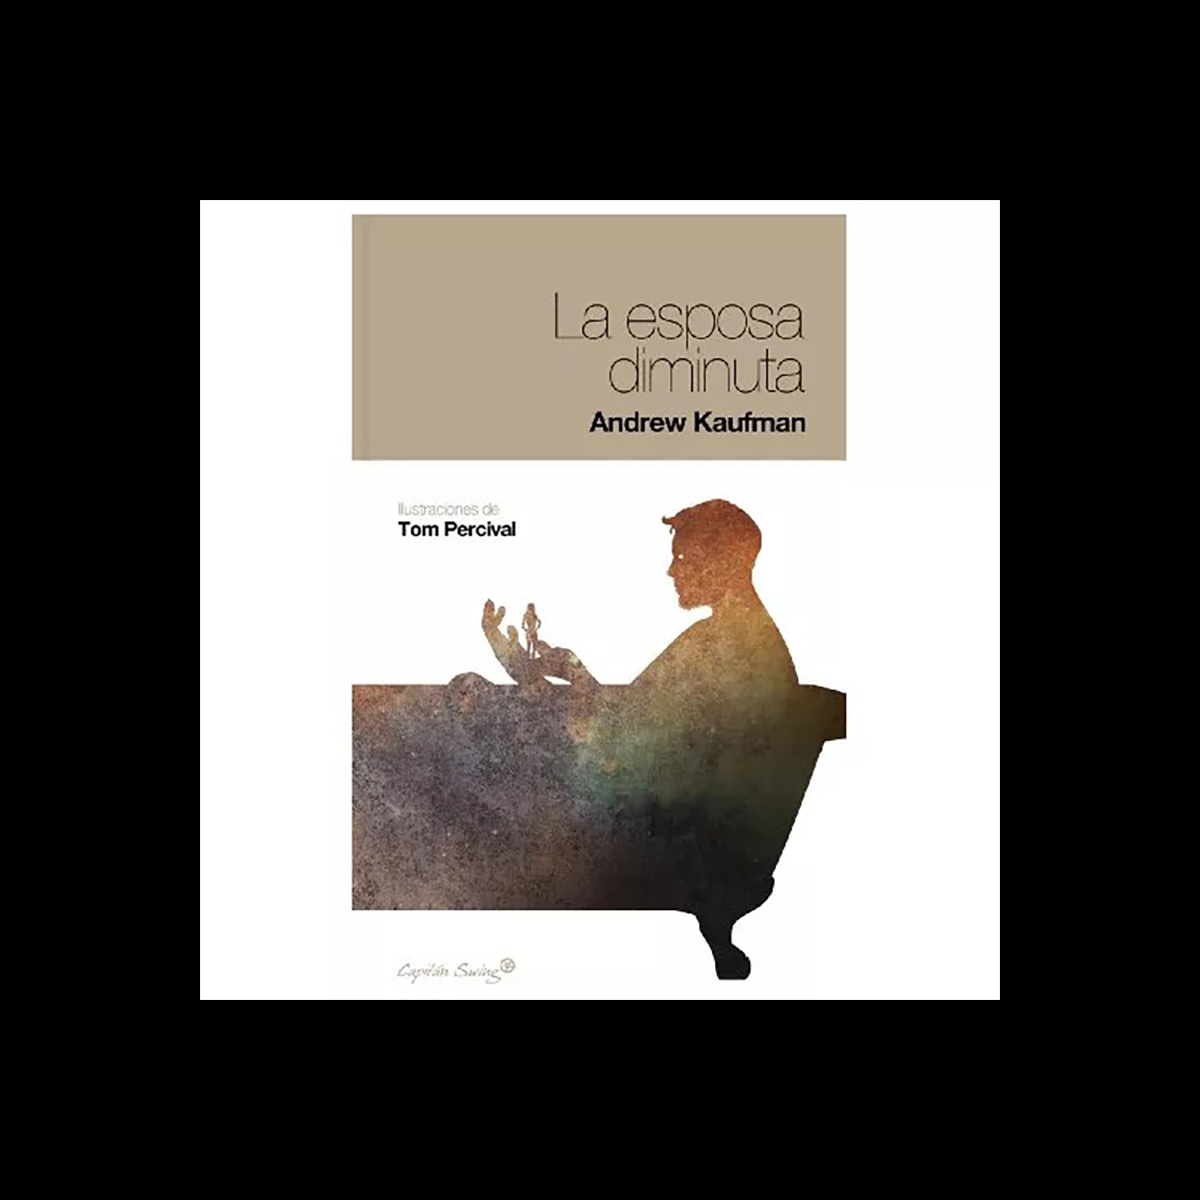 La esposa
diminuta
Andrew Kaufman
Ilustraciones de
Tom Percival
Capitán Swing